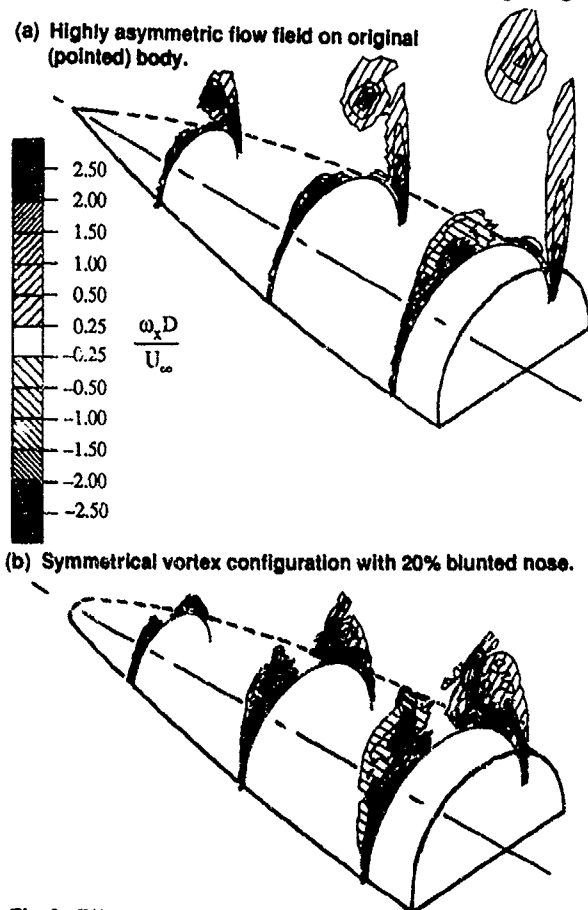 (a) Highly asymmetric flow field on original
(pointed) body.
2.50
2.00
1.50
1.00
0.50
0.25
-0.25
-0.50
-1.00
-1.50
-2.00
-2.50
ωₓD
U∞
(b) Symmetrical vortex configuration with 20% blunted nose.